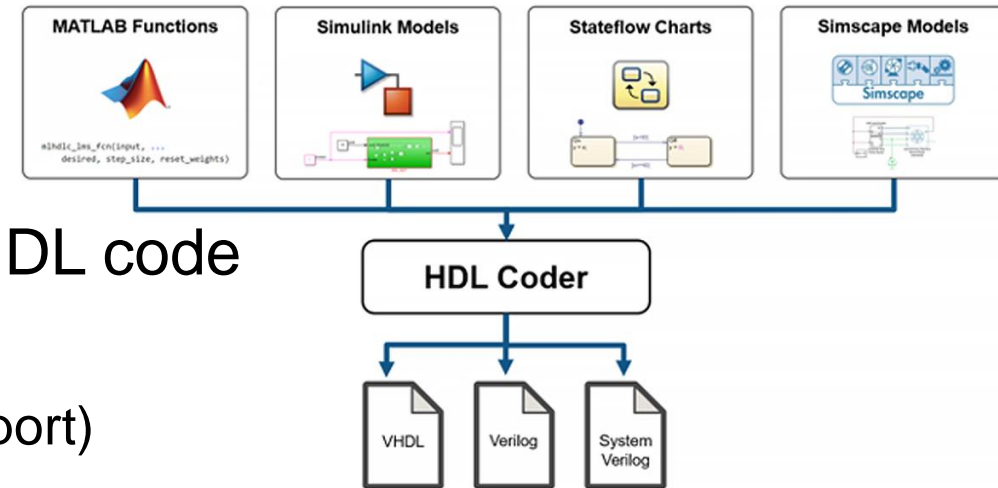 MATLAB Functions
mlhdlc_lms_fcn(input, ...
desired, step_size, reset_weights)
Simulink Models
Stateflow Charts
Simscape Models
Simscape
DL code
HDL Coder
port)
VHDL
Verilog
System
Verilog